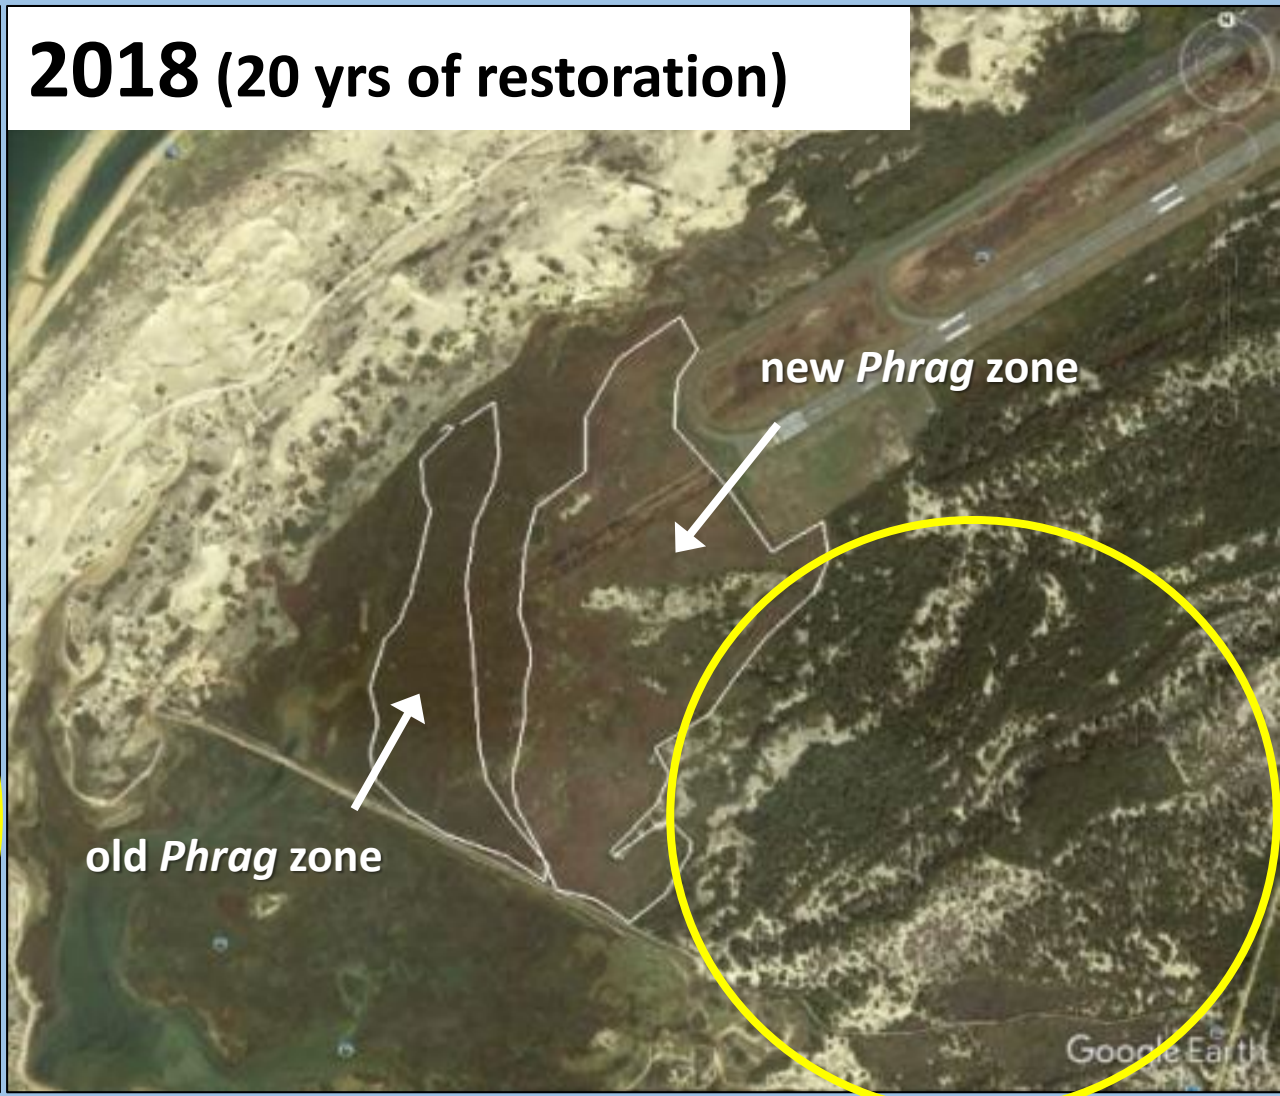 2018 (20 yrs of restoration)
N
new Phrag zone
old Phrag zone
Google Earth